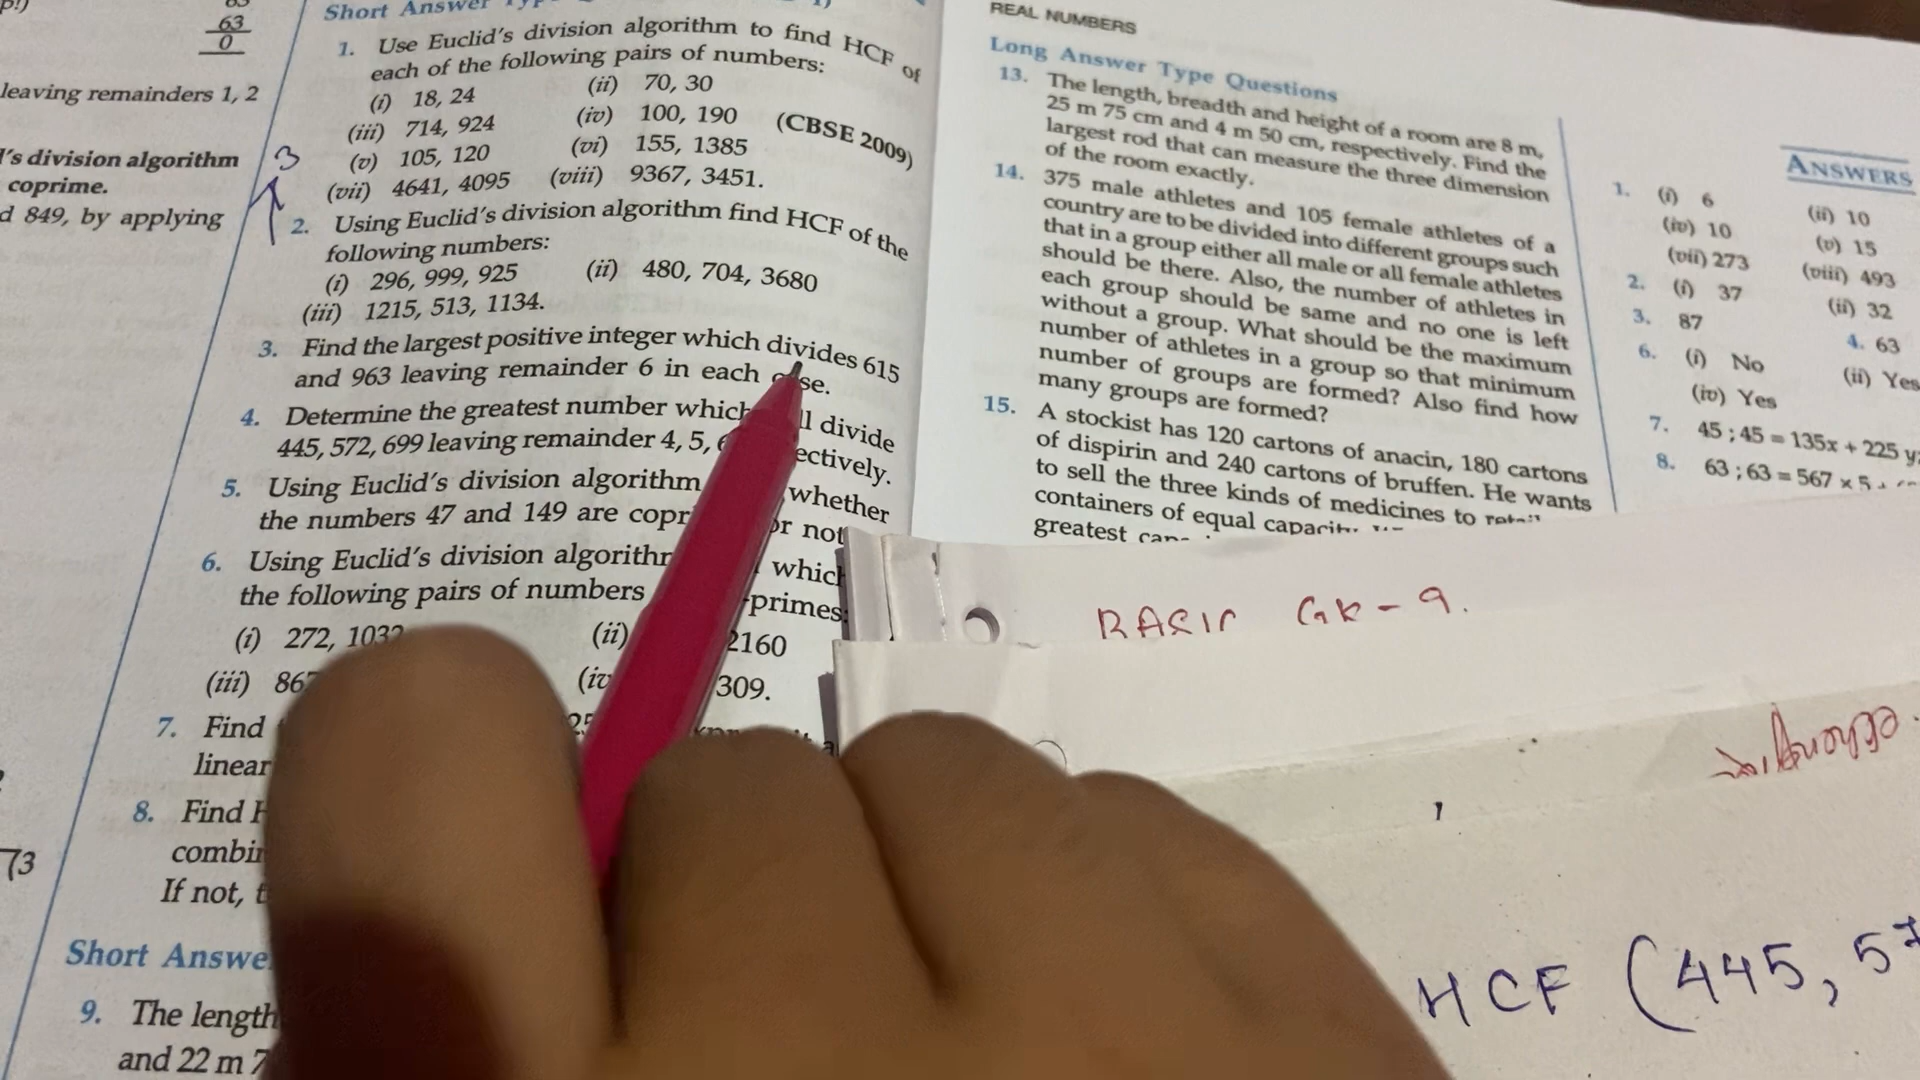 63
0
leaving remainders 1, 2
's division algorithm
coprime.
d 849, by applying
73
3
Short Answer
1. Use Euclid's division algorithm to find HCF of
each of the following pairs of numbers:
(i) 18, 24 (ii) 70, 30
(iii) 714, 924 (iv) 100, 190 (CBSE 2009)
(v) 105, 120 (vi) 155, 1385
(vii) 4641, 4095 (viii) 9367, 3451.
2. Using Euclid's division algorithm find HCF of the
following numbers:
(i) 296, 999, 925 (ii) 480, 704, 3680
(iii) 1215, 513, 1134.
3. Find the largest positive integer which divides 615
and 963 leaving remainder 6 in each se.
4. Determine the greatest number which ll divide
445, 572, 699 leaving remainder 4, 5, ectively.
5. Using Euclid's division algorithm whether
the numbers 47 and 149 are copr or not
6. Using Euclid's division algorithm which
the following pairs of numbers -primes:
(i) 272, 1032 (ii) 2160
(iii) 867 (iv 309.
7. Find
linear
8. Find H
combin
If not, t
Short Answe
9. The length
and 22 m 7
REAL NUMBERS
Long Answer Type Questions
13. The length, breadth and height of a room are 8 m,
25 m 75 cm and 4 m 50 cm, respectively. Find the
largest rod that can measure the three dimension
of the room exactly.
14. 375 male athletes and 105 female athletes of a
country are to be divided into different groups such
that in a group either all male or all female athletes
should be there. Also, the number of athletes in
each group should be same and no one is left
without a group. What should be the maximum
number of athletes in a group so that minimum
number of groups are formed? Also find how
many groups are formed?
15. A stockist has 120 cartons of anacin, 180 cartons
of dispirin and 240 cartons of bruffen. He wants
to sell the three kinds of medicines to retail
containers of equal capacity.
greatest
ANSWERS
1. (i) 6 (ii) 10
(iv) 10 (v) 15
(vii) 273 (viii) 493
2. (i) 37 (ii) 32
3. 87 4. 63
6. (i) No (ii) Yes
(iv) Yes
7. 45 ; 45 = 135x + 225 y
8. 63 ; 63 = 567 × 5
BASIC GK - 9.
HCF (445, 57